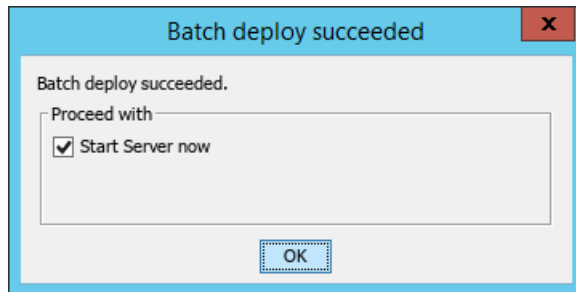 Batch deploy succeeded
x
Batch deploy succeeded.
Proceed with
Start Server now
OK